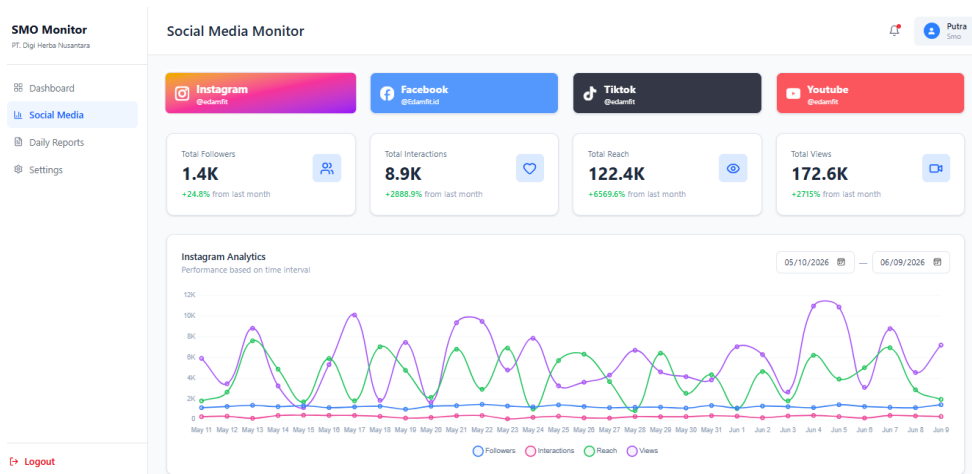 SMO Monitor
PT. Digi Herba Nusantara
Dashboard
Social Media
Daily Reports
Settings
Logout
Social Media Monitor
Putra
Smo
Instagram
@edamfit
Facebook
@Edamfit.id
Tiktok
@edamfit
Youtube
@edamfit
Total Followers
1.4K
+24.8% from last month
Total Interactions
8.9K
+2888.9% from last month
Total Reach
122.4K
+6569.6% from last month
Total Views
172.6K
+2715% from last month
Instagram Analytics
Performance based on time interval
05/10/2026 — 06/09/2026
12K
10K
8K
6K
4K
2K
0
May 11 May 12 May 13 May 14 May 15 May 16 May 17 May 18 May 19 May 20 May 21 May 22 May 23 May 24 May 25 May 26 May 27 May 28 May 29 May 30 May 31 Jun 1 Jun 2 Jun 3 Jun 4 Jun 5 Jun 6 Jun 7 Jun 8 Jun 9
Followers Interactions Reach Views